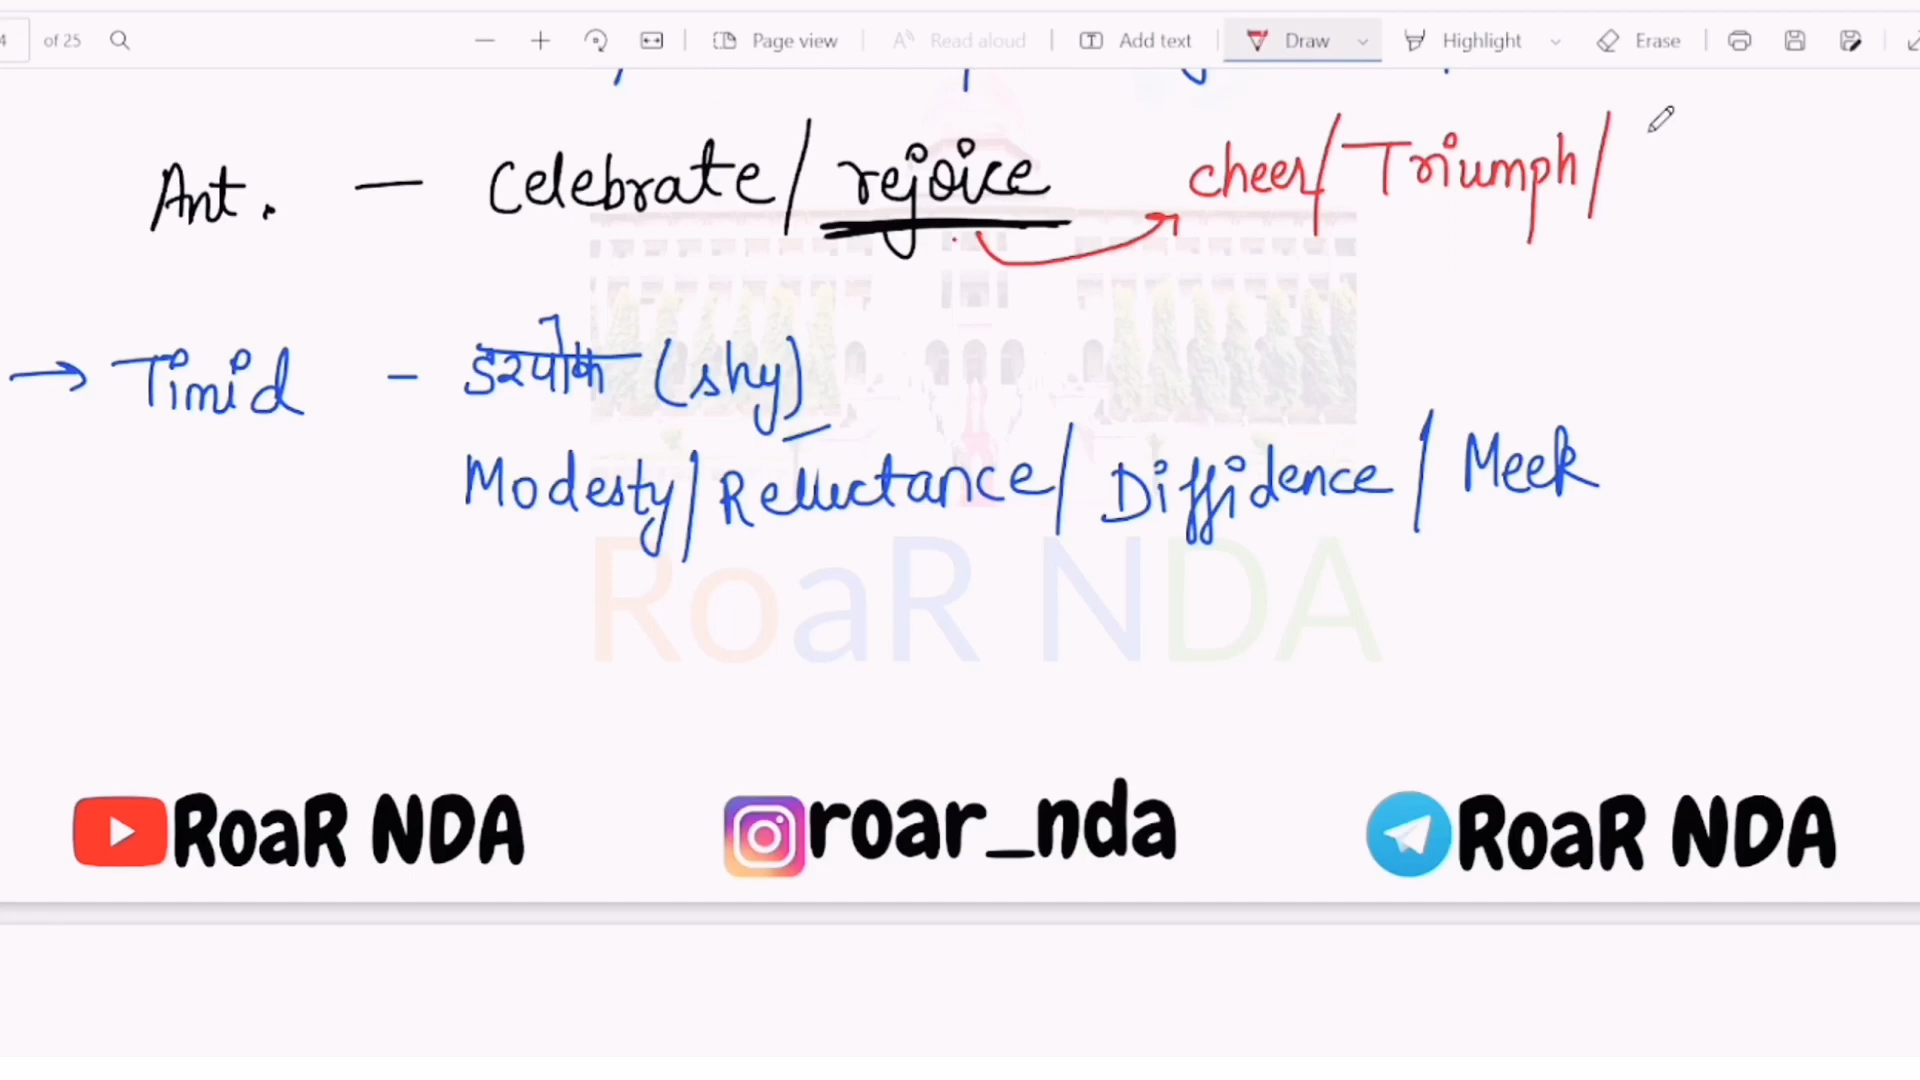 4 of 25 Page view Read aloud Add text Draw Highlight Erase
Ant. — Celebrate/rejoice cheer/Triumph/
→ Timid - डरपोक (shy)
Modesty/Reluctance/Diffidence/Meek
RoaR NDA
RoaR NDA roar_nda RoaR NDA